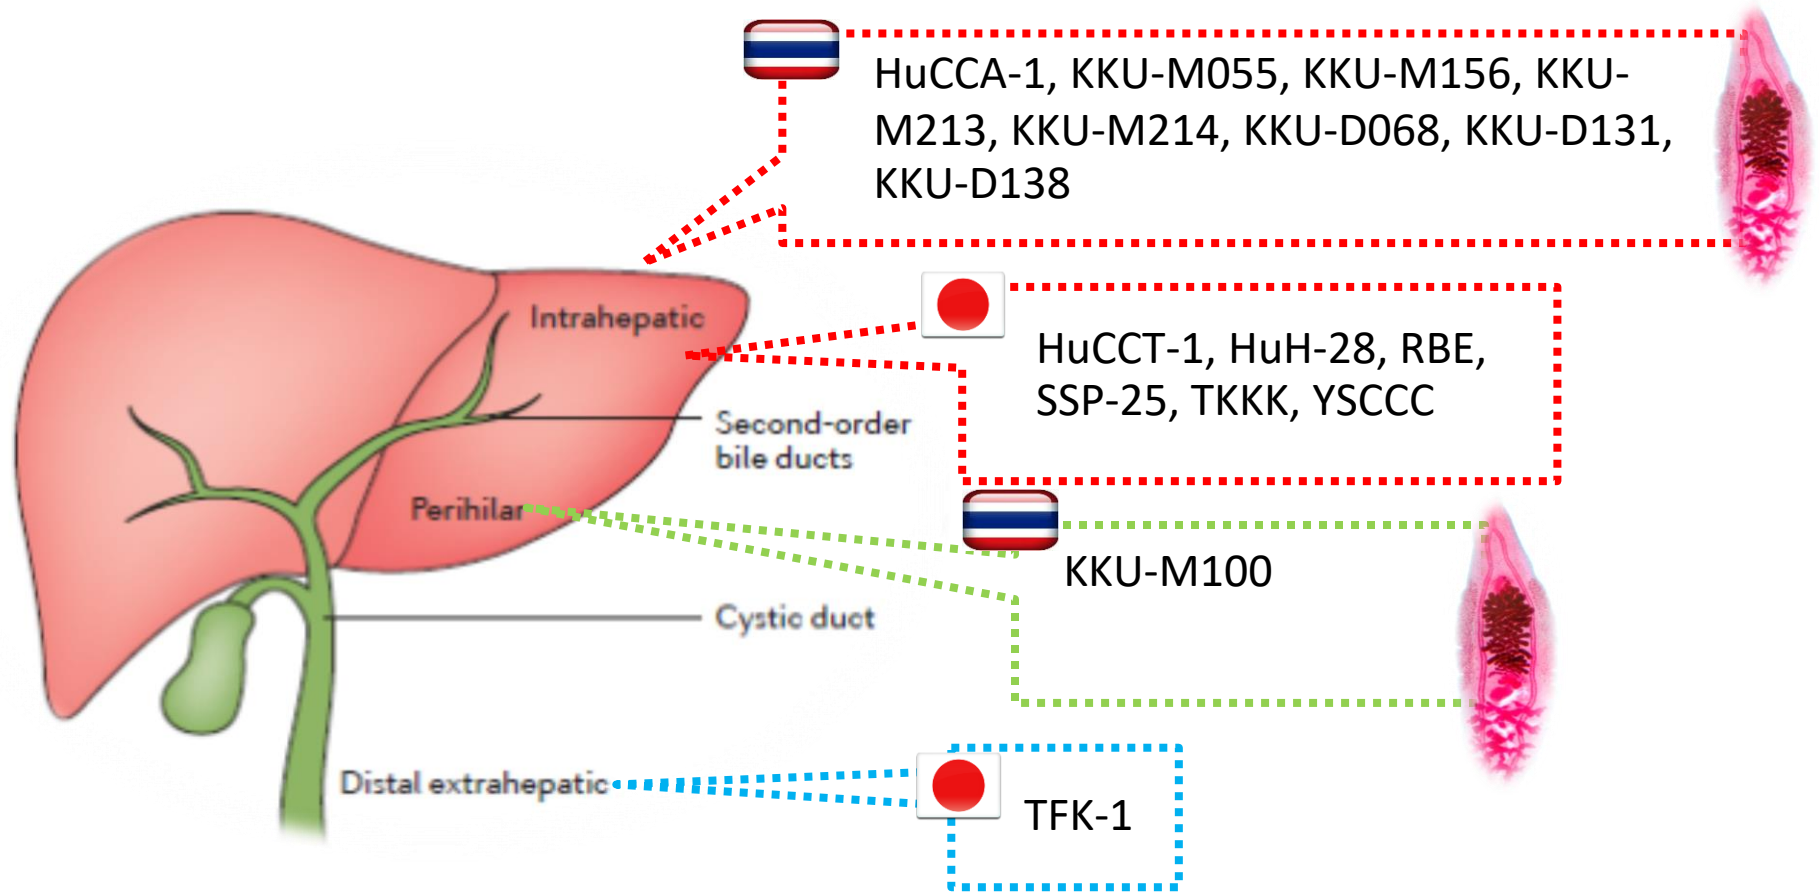 HuCCA-1, KKU-M055, KKU-M156, KKU-
M213, KKU-M214, KKU-D068, KKU-D131,
KKU-D138
Intrahepatic
HuCCT-1, HuH-28, RBE,
SSP-25, TKKK, YSCCC
Second-order
bile ducts
Perihilar
KKU-M100
Cystic duct
Distal extrahepatic
TFK-1